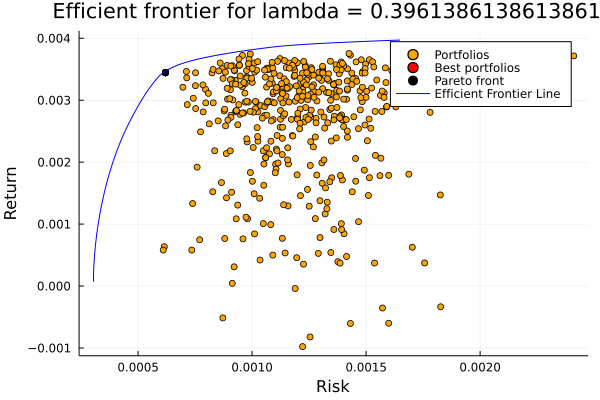 Efficient frontier for lambda = 0.3961386138613861
0.004
0.003
0.002
0.001
0.000
−0.001
Return
Portfolios
Best portfolios
Pareto front
Efficient Frontier Line
0.0005 0.0010 0.0015 0.0020
Risk